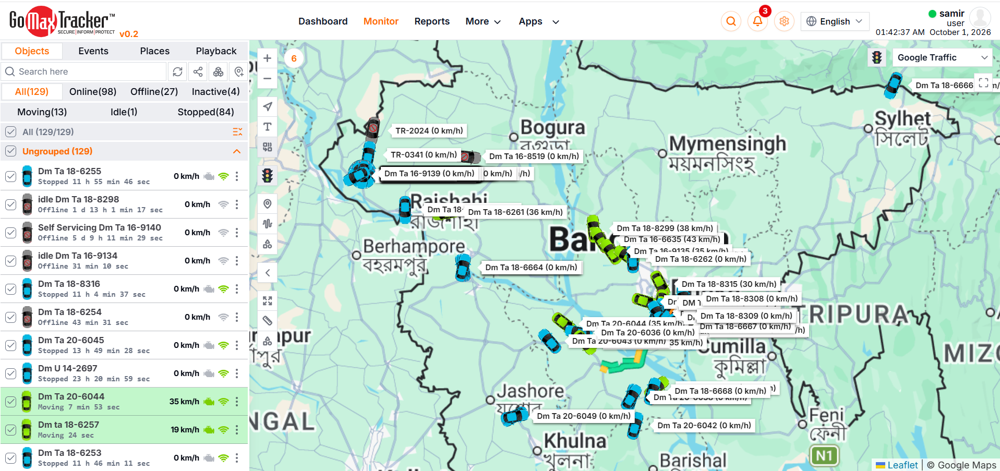 GoMaxTracker™
SECURE|INFORM|PROTECT
v0.2
Dashboard
Monitor
Reports
More
Apps
3
English
samir
user
01:42:37 AM October 1, 2026
Objects
Events
Places
Playback
Search here
All(129)
Online(98)
Offline(27)
Inactive(4)
Moving(13)
Idle(1)
Stopped(84)
All (129/129)
Ungrouped (129)
Dm Ta 18-6255
0 km/h
Stopped 11 h 55 min 46 sec
idle Dm Ta 18-8298
0 km/h
Offline 1 d 13 h 1 min 17 sec
Self Servicing Dm Ta 16-9140
0 km/h
Offline 5 d 9 h 11 min 29 sec
idle Dm Ta 16-9134
0 km/h
Offline 31 min 10 sec
Dm Ta 18-8316
0 km/h
Stopped 11 h 4 min 37 sec
Dm Ta 18-6254
0 km/h
Offline 43 min 31 sec
Dm Ta 20-6045
0 km/h
Stopped 13 h 49 min 28 sec
Dm U 14-2697
0 km/h
Stopped 23 h 20 min 59 sec
Dm Ta 20-6044
35 km/h
Moving 7 min 53 sec
Dm ta 18-6257
19 km/h
Moving 24 sec
Dm Ta 18-6253
0 km/h
Stopped 11 h 46 min 11 sec
6
Google Traffic
Dm Ta 18-6666
Sylhet
সিলেট
TR-2024 (0 km/h)
Bogura
বগুড়া
Mymensingh
ময়মনসিংহ
TR-0341 (0 km/h)
Dm Ta 16-8519 (0 km/h)
Dm Ta 16-9139 (0 km/h)
0 km/h)
/h)
Rajshahi
রাজশাহী
Dm Ta 18-
Dm Ta 18-6261 (36 km/h)
Dm Ta 18-8299 (38 km/h)
Dm Ta 16-6635 (43 km/h)
Dm Ta 16-9135 (35 km/h)
Dm Ta 18-6262 (0 km/h)
Berhampore
বহরমপুর
Dm Ta 18-6664 (0 km/h)
Dm Ta 18-8315 (30 km/h)
Dm Ta 18-8308 (0 km/h)
Dm Ta 18-8309 (0 km/h)
Dm Ta 18-6667 (0 km/h)
/h)
TRIPURA
Dm Ta 20-6044 (35 km/h)
Dm Ta 20-6036 (0 km/h)
Dm Ta 20-6043 (0 km/h)
35 km/h)
Cumilla
কুমিল্লা
Jashore
যশোর
Dm Ta 18-6668 (0 km/h)
Dm Ta 20-6049 (0 km/h)
Dm Ta 20-6042 (0 km/h)
Khulna
খুলনা
Barishal
Feni
ফেনী
N1
Leaflet | © Google Maps